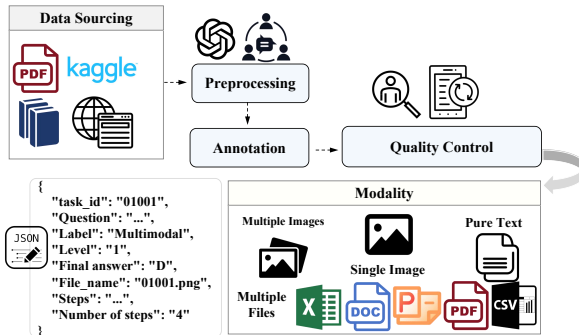 Data Sourcing
PDF
kaggle
Preprocessing
Annotation
Quality Control
JSON
{
"task_id": "01001",
"Question": "...",
"Label": "Multimodal",
"Level": "1",
"Final answer": "D",
"File_name": "01001.png",
"Steps": "...",
"Number of steps": "4"
}
Modality
Multiple Images
Single Image
Pure Text
Multiple
Files
X
DOC
P
PDF
CSV